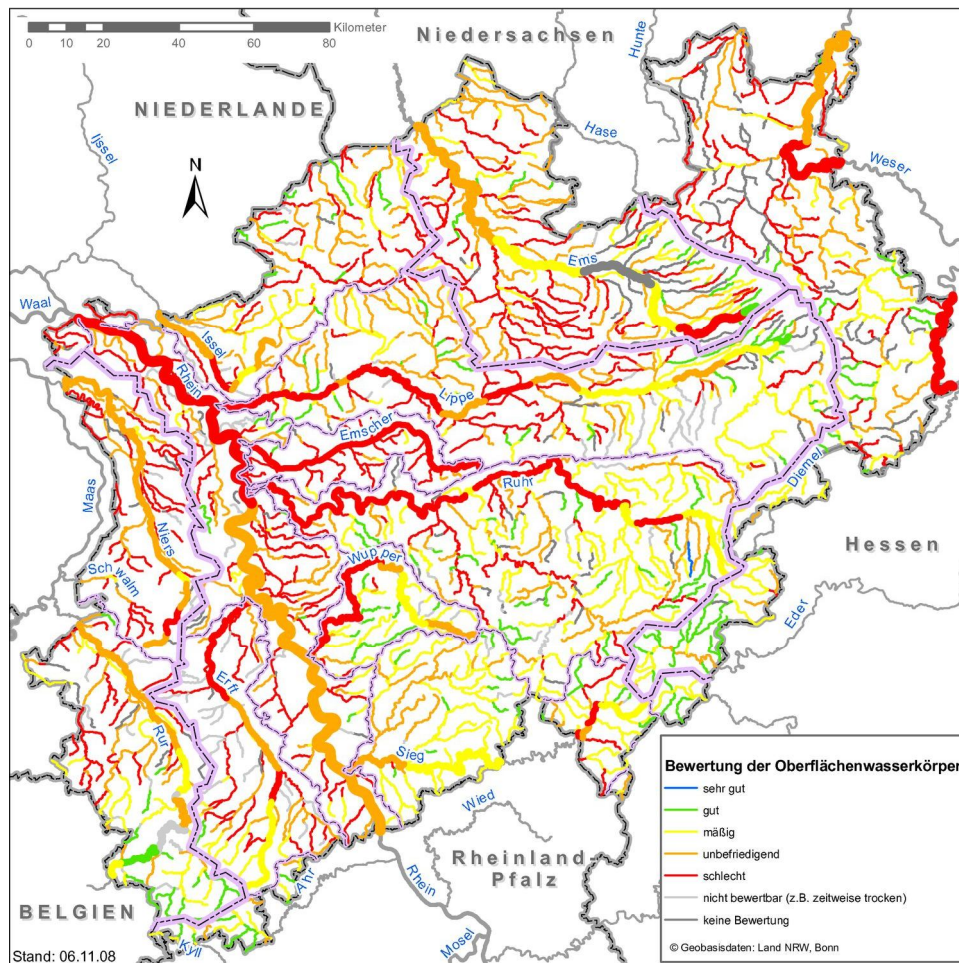 Kilometer
0 10 20 40 60 80
Niedersachsen
Hunte
NIEDERLANDE
Ijssel
Hase
Weser
N
Ems
Waal
Issel
Rhein
Lippe
Emscher
Diemel
Maas
Ruhr
Niers
Wupper
Hessen
Schwalm
Eder
Erft
Rur
Sieg
Wied
Rheinland
Pfalz
Ahr
Rhein
BELGIEN
Kyll
Mosel
Bewertung der Oberflächenwasserkörper
sehr gut
gut
mäßig
unbefriedigend
schlecht
nicht bewertbar (z.B. zeitweise trocken)
keine Bewertung
© Geobasisdaten: Land NRW, Bonn
Stand: 06.11.08